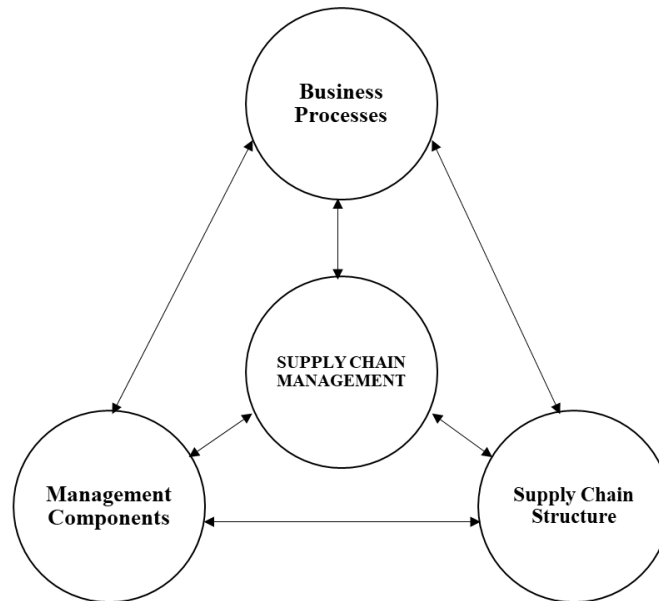 Business
Processes
SUPPLY CHAIN
MANAGEMENT
Management
Components
Supply Chain
Structure